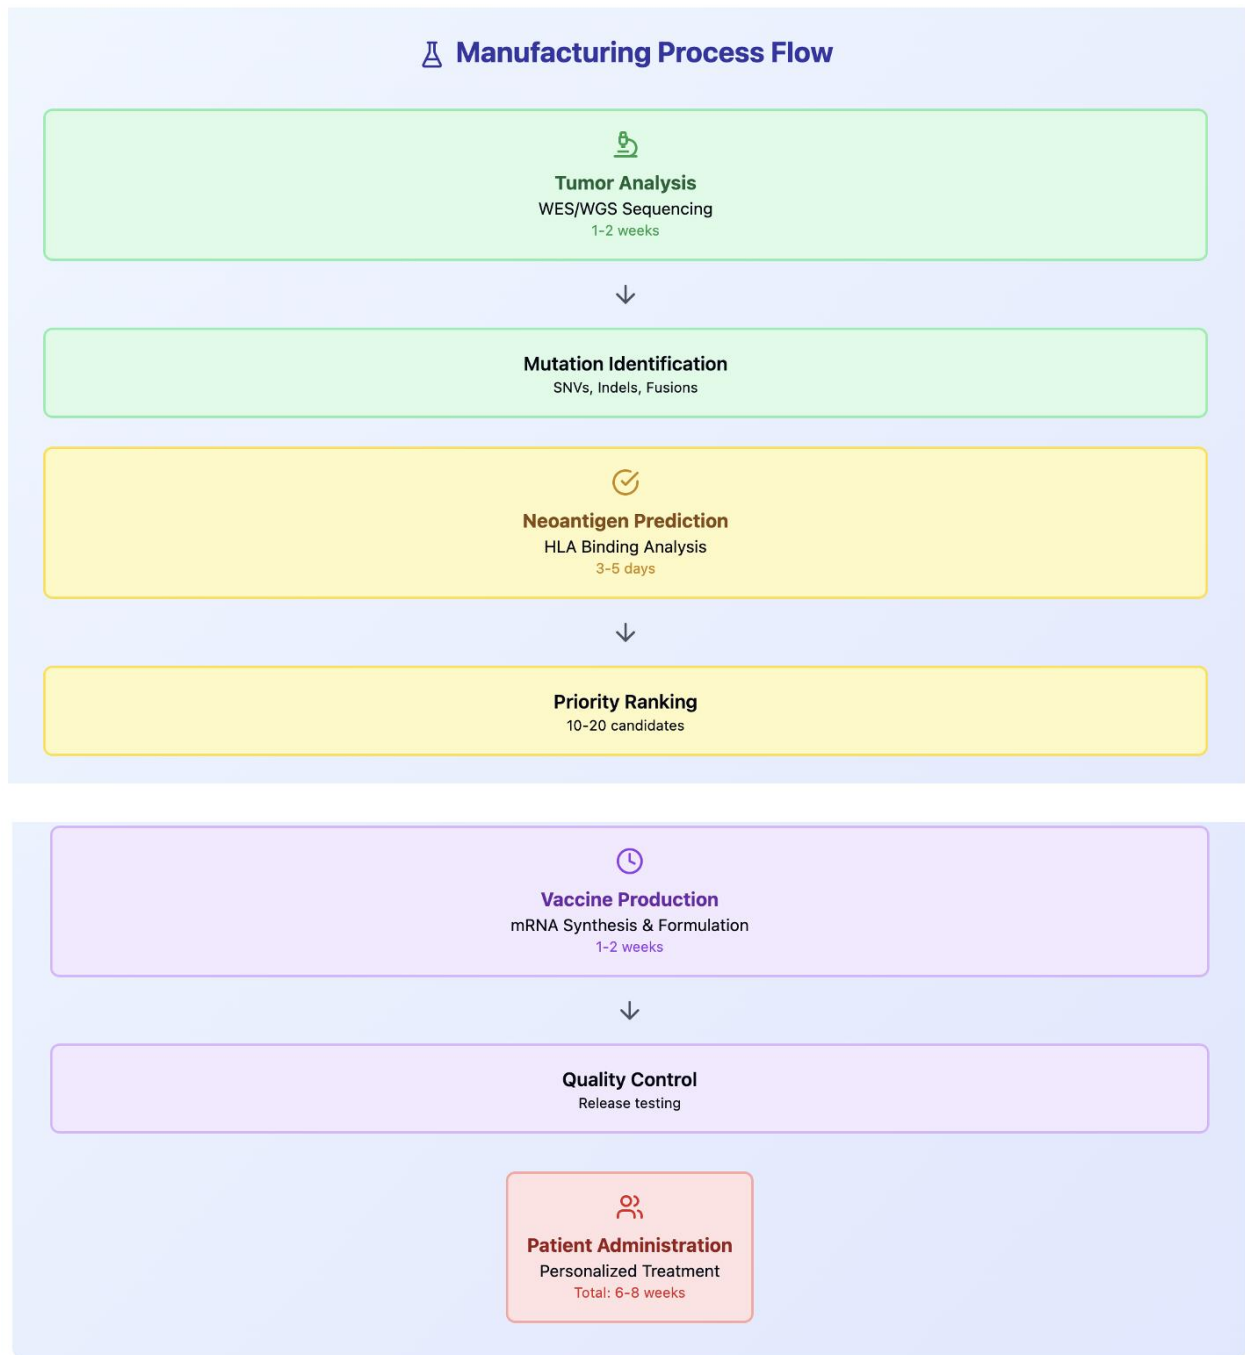 Manufacturing Process Flow
Tumor Analysis
WES/WGS Sequencing
1-2 weeks
Mutation Identification
SNVs, Indels, Fusions
Neoantigen Prediction
HLA Binding Analysis
3-5 days
Priority Ranking
10-20 candidates
Vaccine Production
mRNA Synthesis & Formulation
1-2 weeks
Quality Control
Release testing
Patient Administration
Personalized Treatment
Total: 6-8 weeks